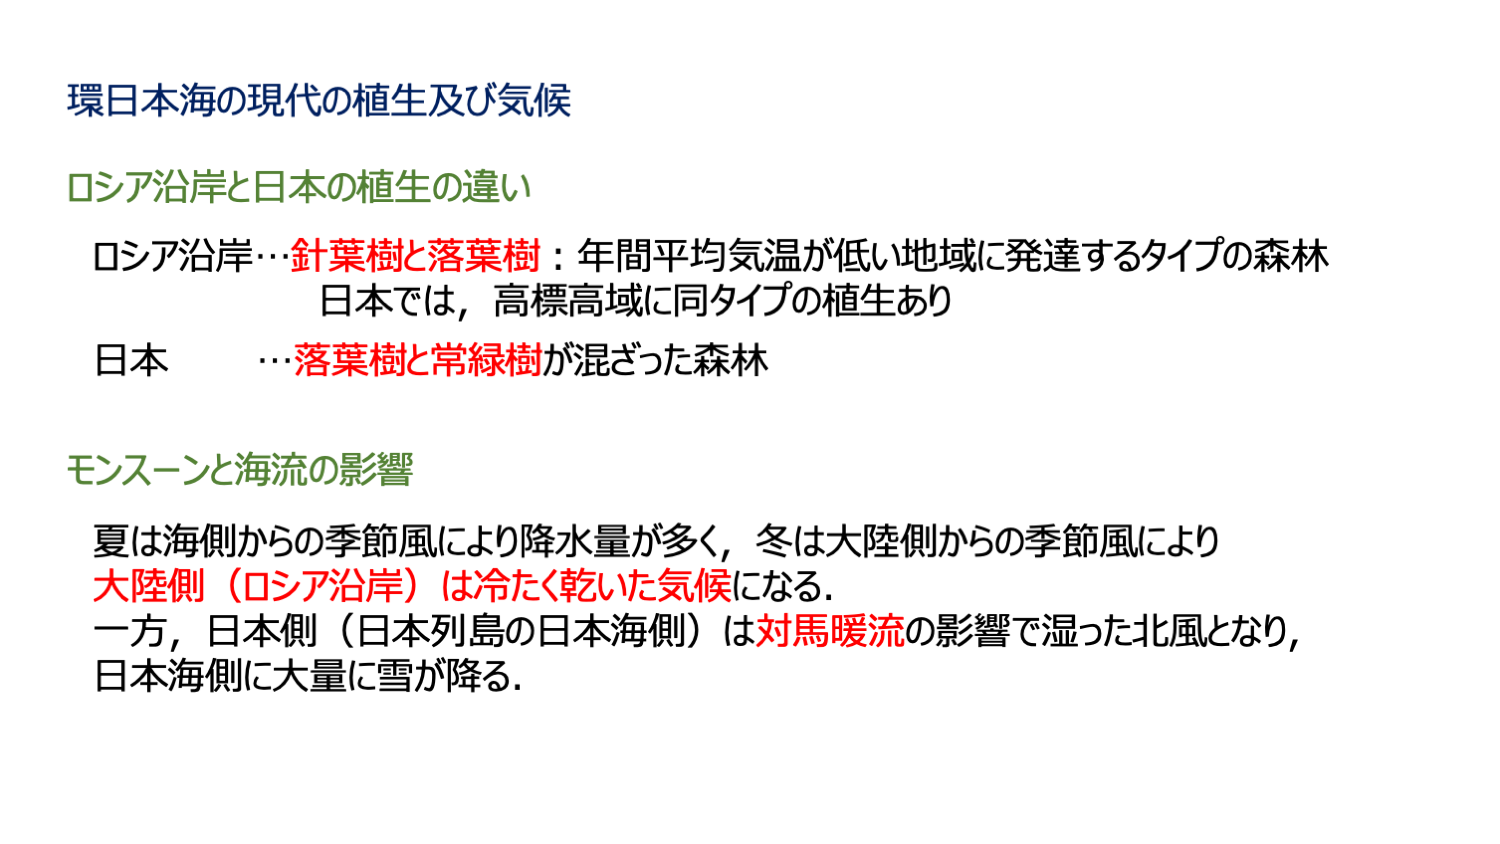 環日本海の現代の植生及び気候
ロシア沿岸と日本の植生の違い
ロシア沿岸…針葉樹と落葉樹：年間平均気温が低い地域に発達するタイプの森林
日本では，高標高域に同タイプの植生あり
日本　　…落葉樹と常緑樹が混ざった森林
モンスーンと海流の影響
夏は海側からの季節風により降水量が多く，冬は大陸側からの季節風により
大陸側（ロシア沿岸）は冷たく乾いた気候になる．
一方，日本側（日本列島の日本海側）は対馬暖流の影響で湿った北風となり，
日本海側に大量に雪が降る．